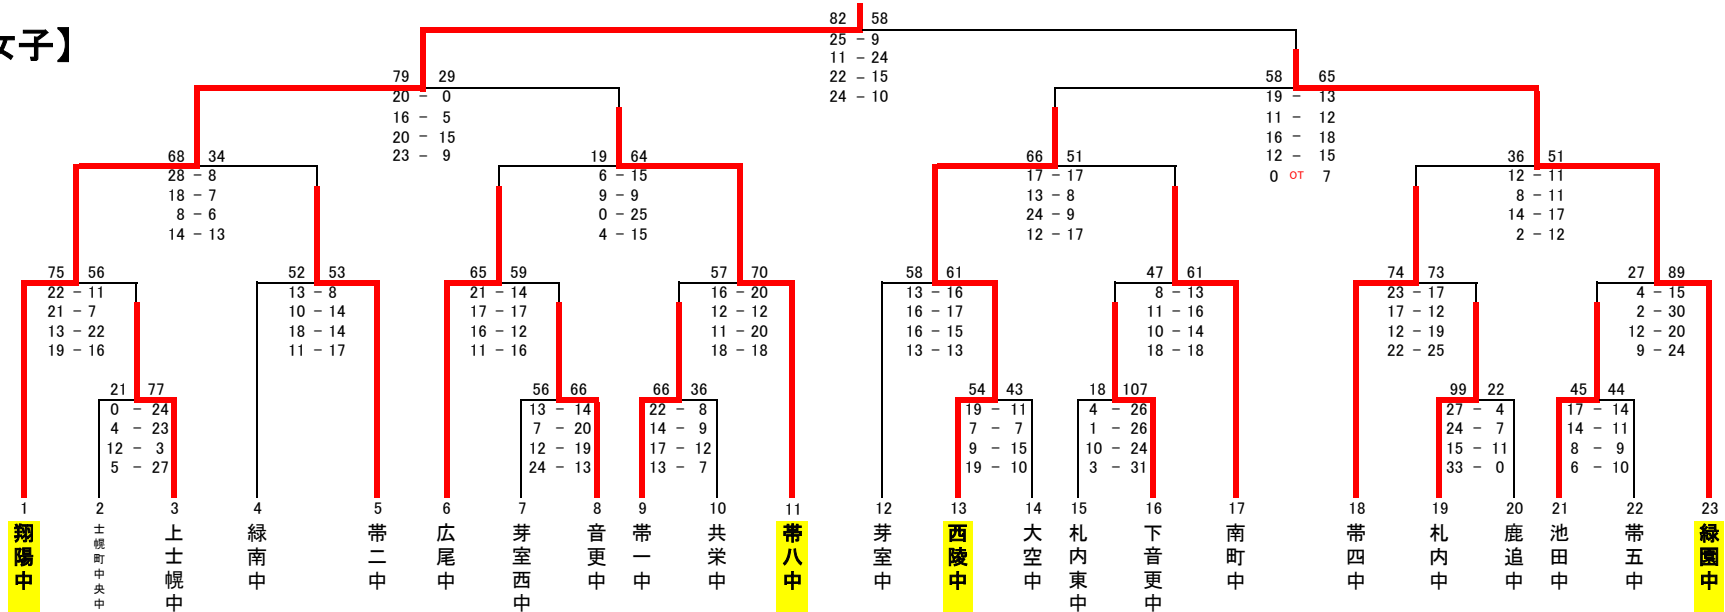 女子】
82 58
25 - 9
11 - 24
22 - 15
24 - 10
79 29
20 - 0
16 - 5
20 - 15
23 - 9
58 65
19 - 13
11 - 12
16 - 18
12 - 15
0 OT 7
68 34
28 - 8
18 - 7
8 - 6
14 - 13
19 64
6 - 15
9 - 9
0 - 25
4 - 15
66 51
17 - 17
13 - 8
24 - 9
12 - 17
36 51
12 - 11
8 - 11
14 - 17
2 - 12
75 56
22 - 11
21 - 7
13 - 22
19 - 16
52 53
13 - 8
10 - 14
18 - 14
11 - 17
65 59
21 - 14
17 - 17
16 - 12
11 - 16
57 70
16 - 20
12 - 12
11 - 20
18 - 18
58 61
13 - 16
16 - 17
16 - 15
13 - 13
47 61
8 - 13
11 - 16
10 - 14
18 - 18
74 73
23 - 17
17 - 12
12 - 19
22 - 25
27 89
4 - 15
2 - 30
12 - 20
9 - 24
21 77
0 - 24
4 - 23
12 - 3
5 - 27
56 66
13 - 14
7 - 20
12 - 19
24 - 13
66 36
22 - 8
14 - 9
17 - 12
13 - 7
54 43
19 - 11
7 - 7
9 - 15
19 - 10
18 107
4 - 26
1 - 26
10 - 24
3 - 31
99 22
27 - 4
24 - 7
15 - 11
33 - 0
45 44
17 - 14
14 - 11
8 - 9
6 - 10
1 翔陽中
2 士幌町中央中
3 上士幌中
4 緑南中
5 帯二中
6 広尾中
7 芽室西中
8 音更中
9 帯一中
10 共栄中
11 帯八中
12 芽室中
13 西陵中
14 大空中
15 札内東中
16 下音更中
17 南町中
18 帯四中
19 札内中
20 鹿追中
21 池田中
22 帯五中
23 緑園中